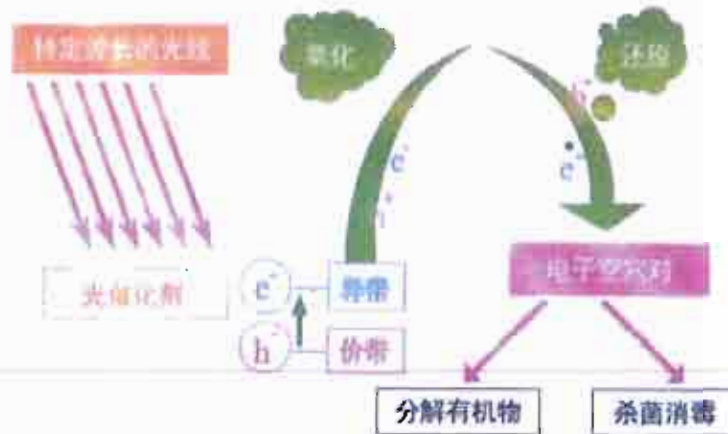 特定波长的光线
氧化
还原
h⁺
e⁻
e⁻
光催化剂
e⁻
导带
h⁻
价带
电子空穴对
分解有机物
杀菌消毒